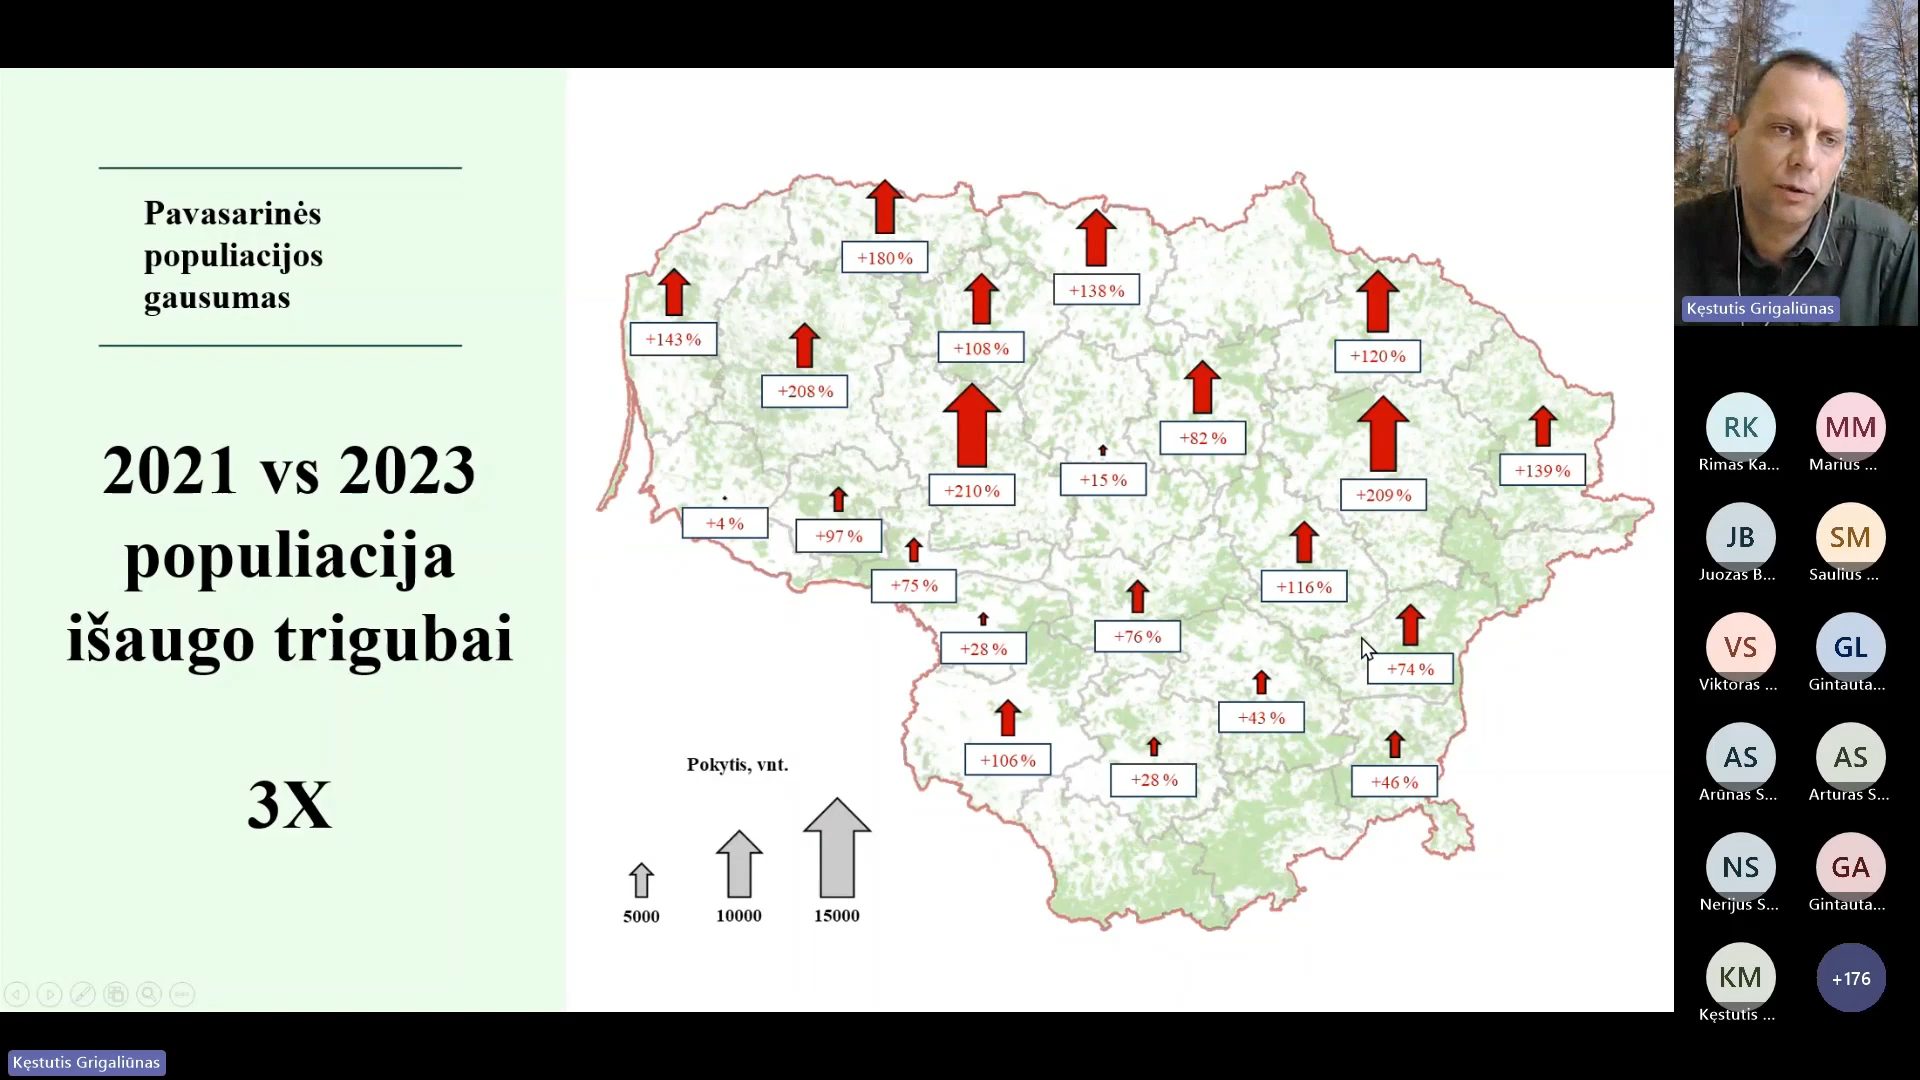 Pavasarinės
populiacijos
gausumas
2021 vs 2023
populiacija
išaugo trigubai
3X
+180 %
+138 %
+143 %
+108 %
+120 %
+208 %
+82 %
+139 %
+210 %
+15 %
+209 %
+4 %
+97 %
+75 %
+116 %
+76 %
+28 %
+74 %
+43 %
+106 %
+28 %
+46 %
Pokytis, vnt.
5000
10000
15000
Kęstutis Grigaliūnas
RK
Rimas Ka...
MM
Marius ...
JB
Juozas B...
SM
Saulius ...
VS
Viktoras ...
GL
Gintauta...
AS
Arūnas S...
AS
Arturas S...
NS
Nerijus S...
GA
Gintauta...
KM
Kęstutis ...
+176
Kęstutis Grigaliūnas